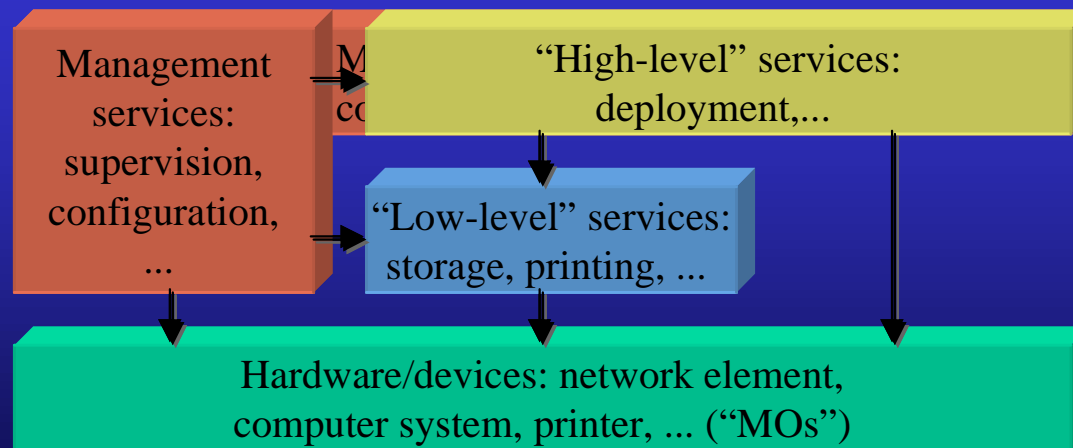 Management
services:
supervision,
configuration,
...
M
co
“High-level” services:
deployment,...
“Low-level” services:
storage, printing, ...
Hardware/devices: network element,
computer system, printer, ... (“MOs”)